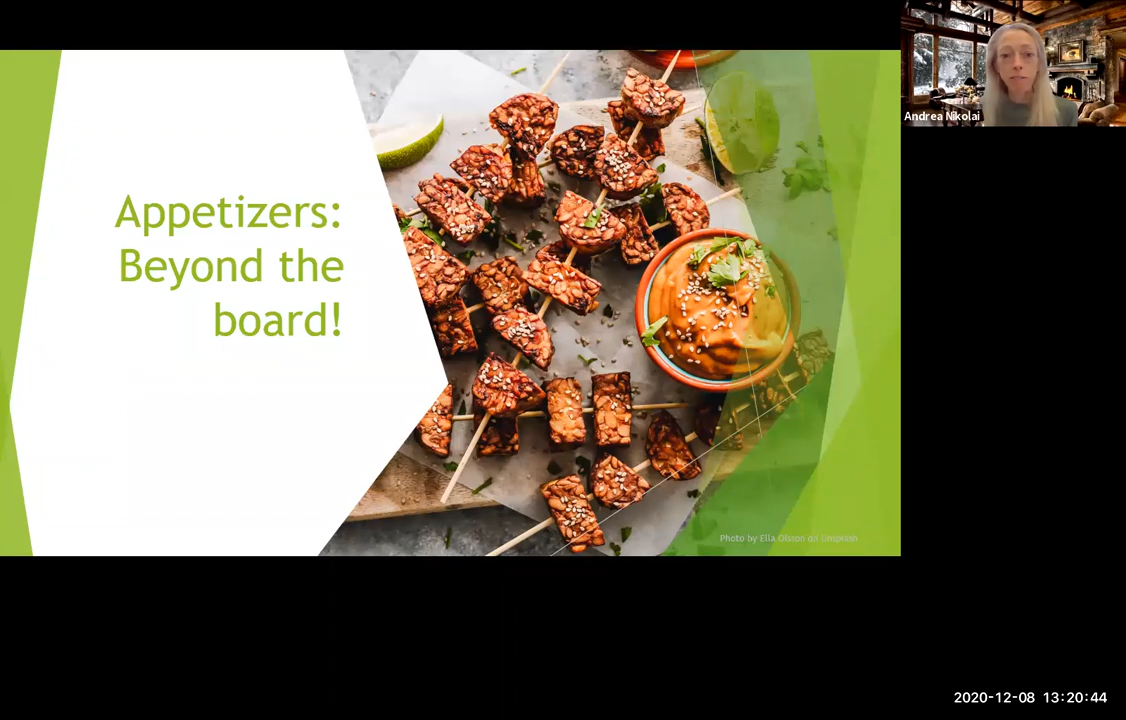 Andrea Nikolai
Appetizers:
Beyond the
board!
Photo by Ella Olsson on Unsplash
2020-12-08 13:20:44